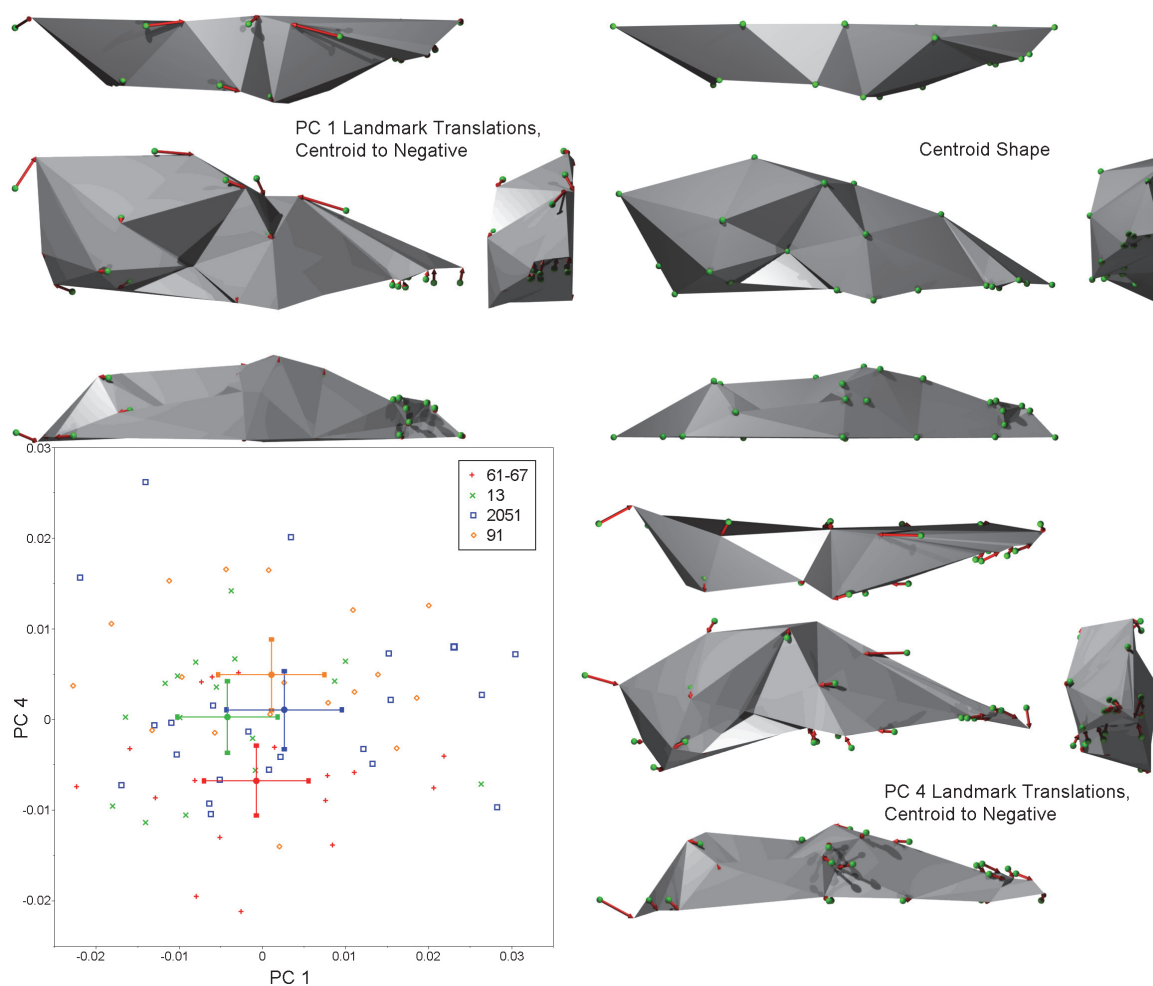 PC 1 Landmark Translations,
Centroid to Negative
Centroid Shape
0.03
0.02
0.01
0
-0.01
-0.02
PC 4
61-67
13
2051
91
-0.02
-0.01
0
0.01
0.02
0.03
PC 1
PC 4 Landmark Translations,
Centroid to Negative